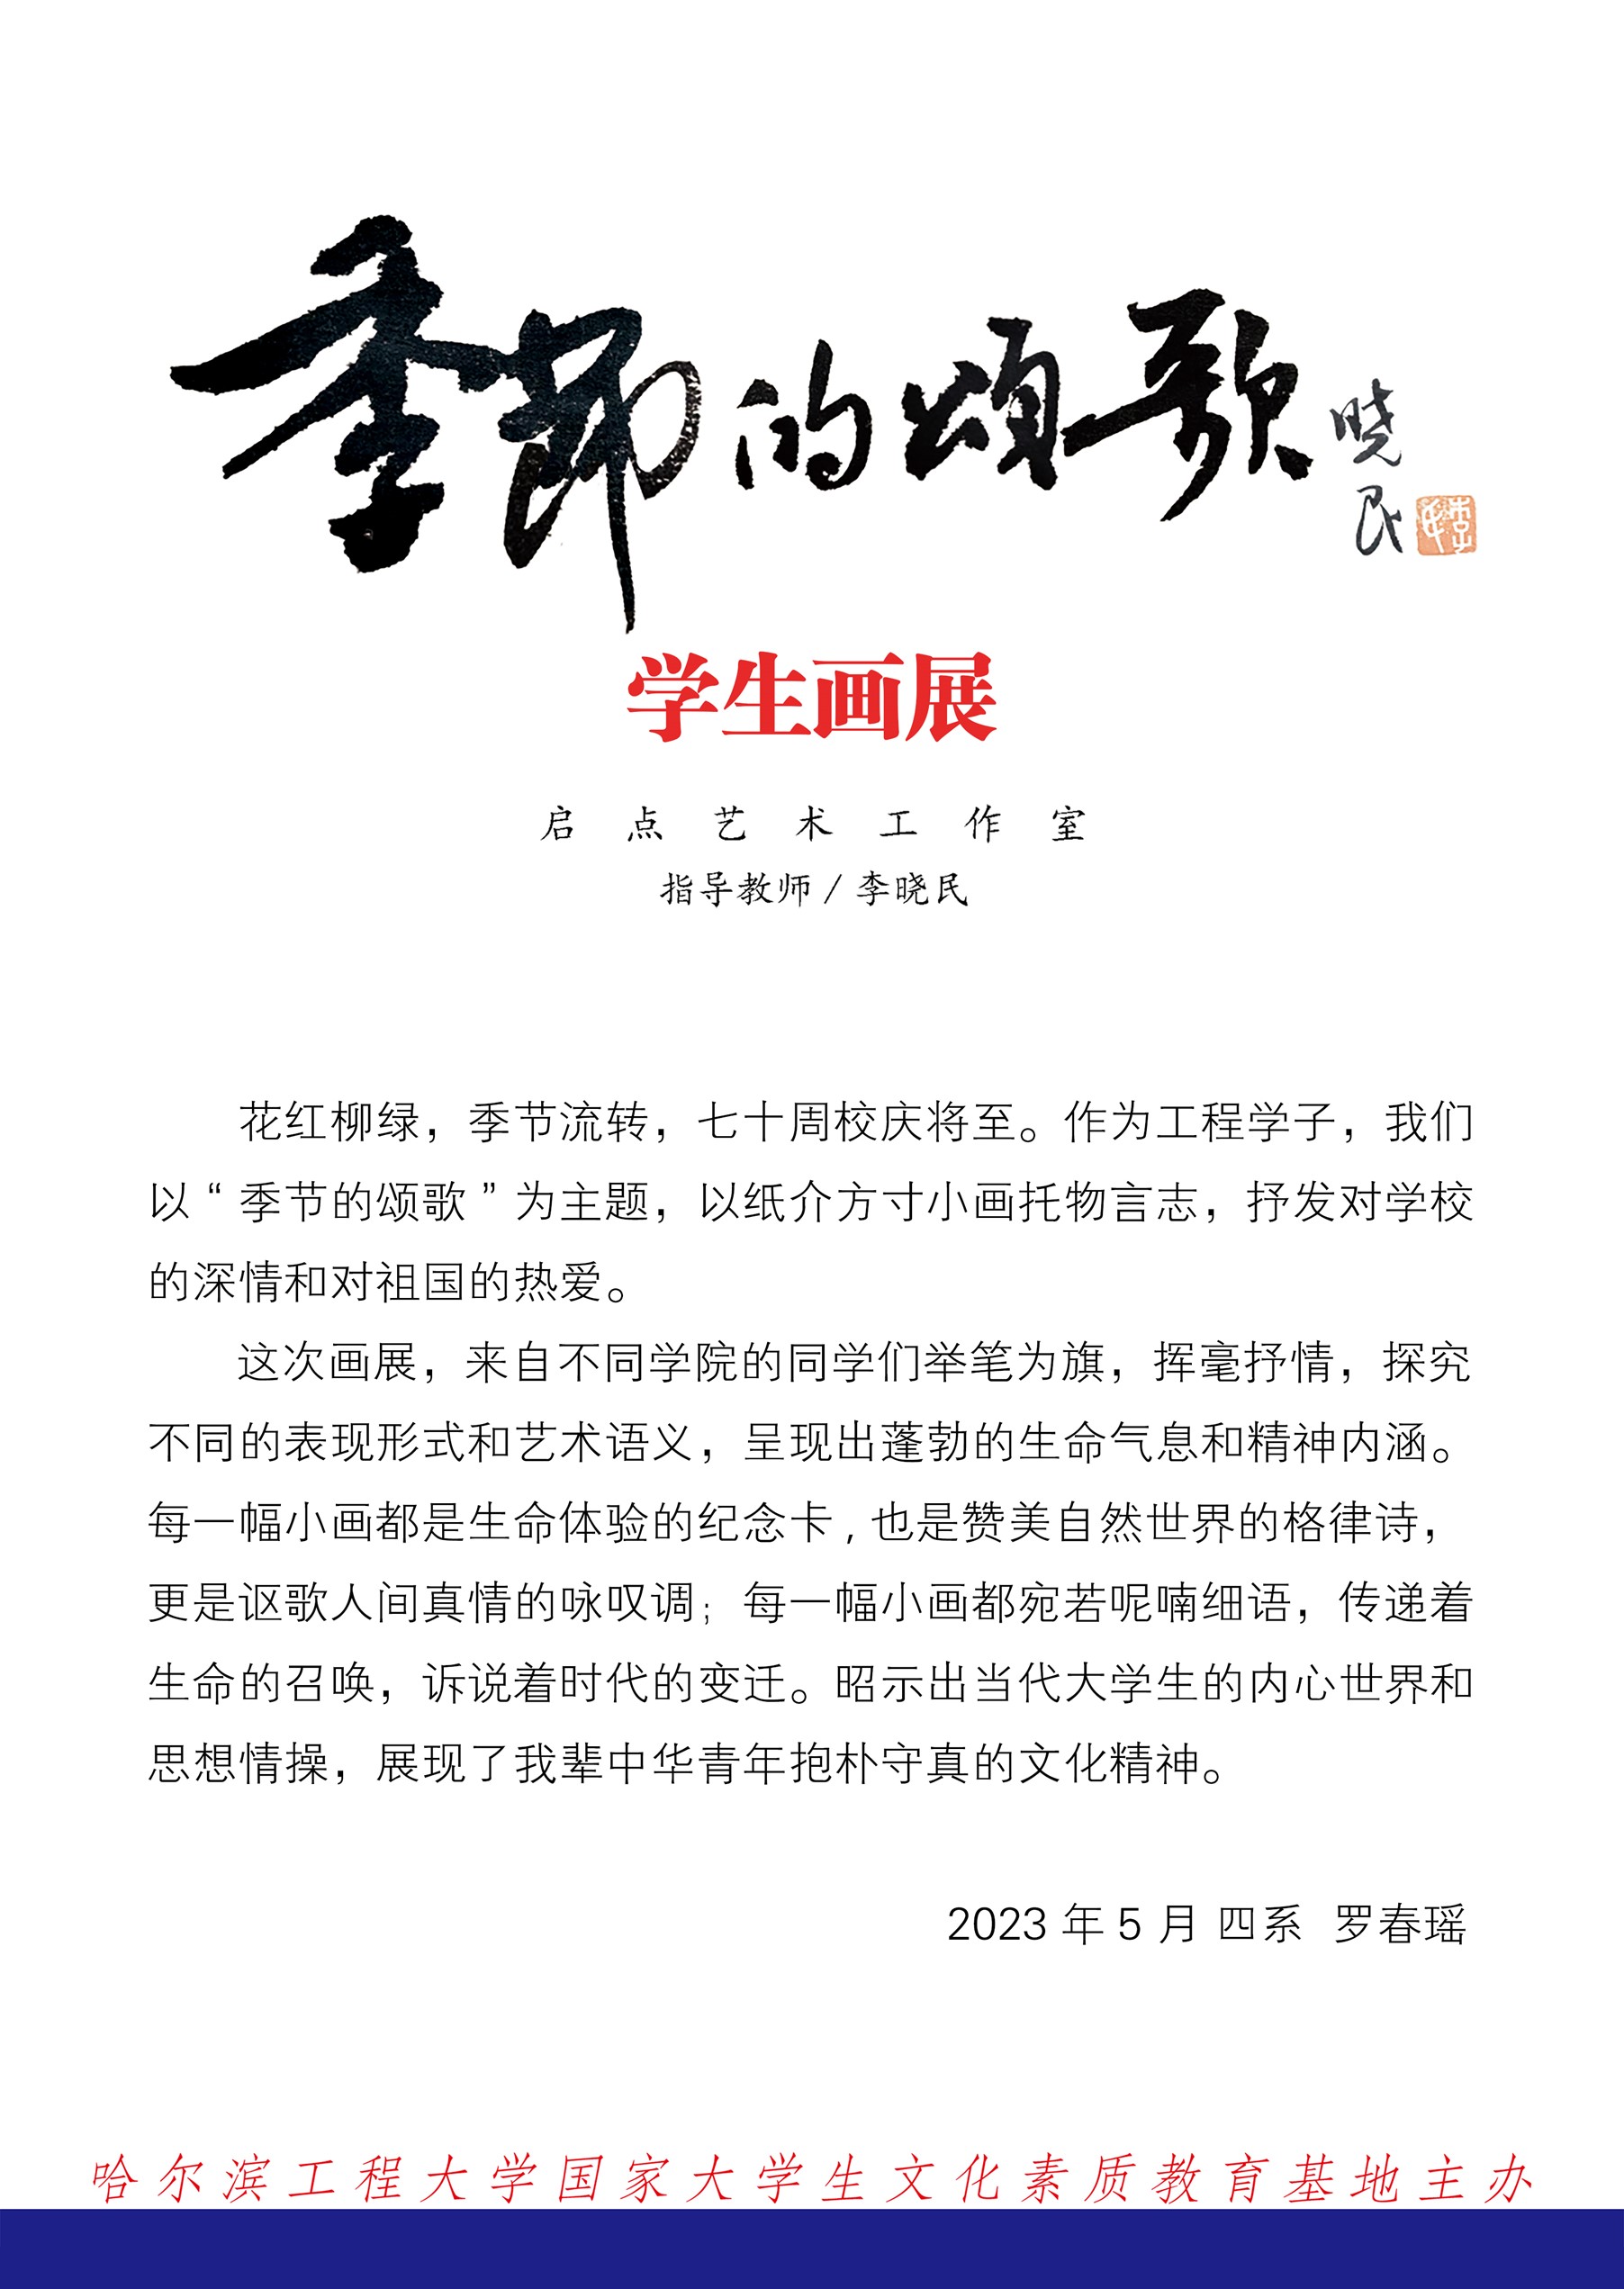 季节的颂歌
晓民
学生画展
启点艺术工作室
指导教师 / 李晓民
花红柳绿，季节流转，七十周校庆将至。作为工程学子，我们
以“季节的颂歌”为主题，以纸介方寸小画托物言志，抒发对学校
的深情和对祖国的热爱。
这次画展，来自不同学院的同学们举笔为旗，挥毫抒情，探究
不同的表现形式和艺术语义，呈现出蓬勃的生命气息和精神内涵。
每一幅小画都是生命体验的纪念卡，也是赞美自然世界的格律诗，
更是讴歌人间真情的咏叹调；每一幅小画都宛若呢喃细语，传递着
生命的召唤，诉说着时代的变迁。昭示出当代大学生的内心世界和
思想情操，展现了我辈中华青年抱朴守真的文化精神。
2023 年 5 月 四系 罗春瑶
哈尔滨工程大学国家大学生文化素质教育基地主办